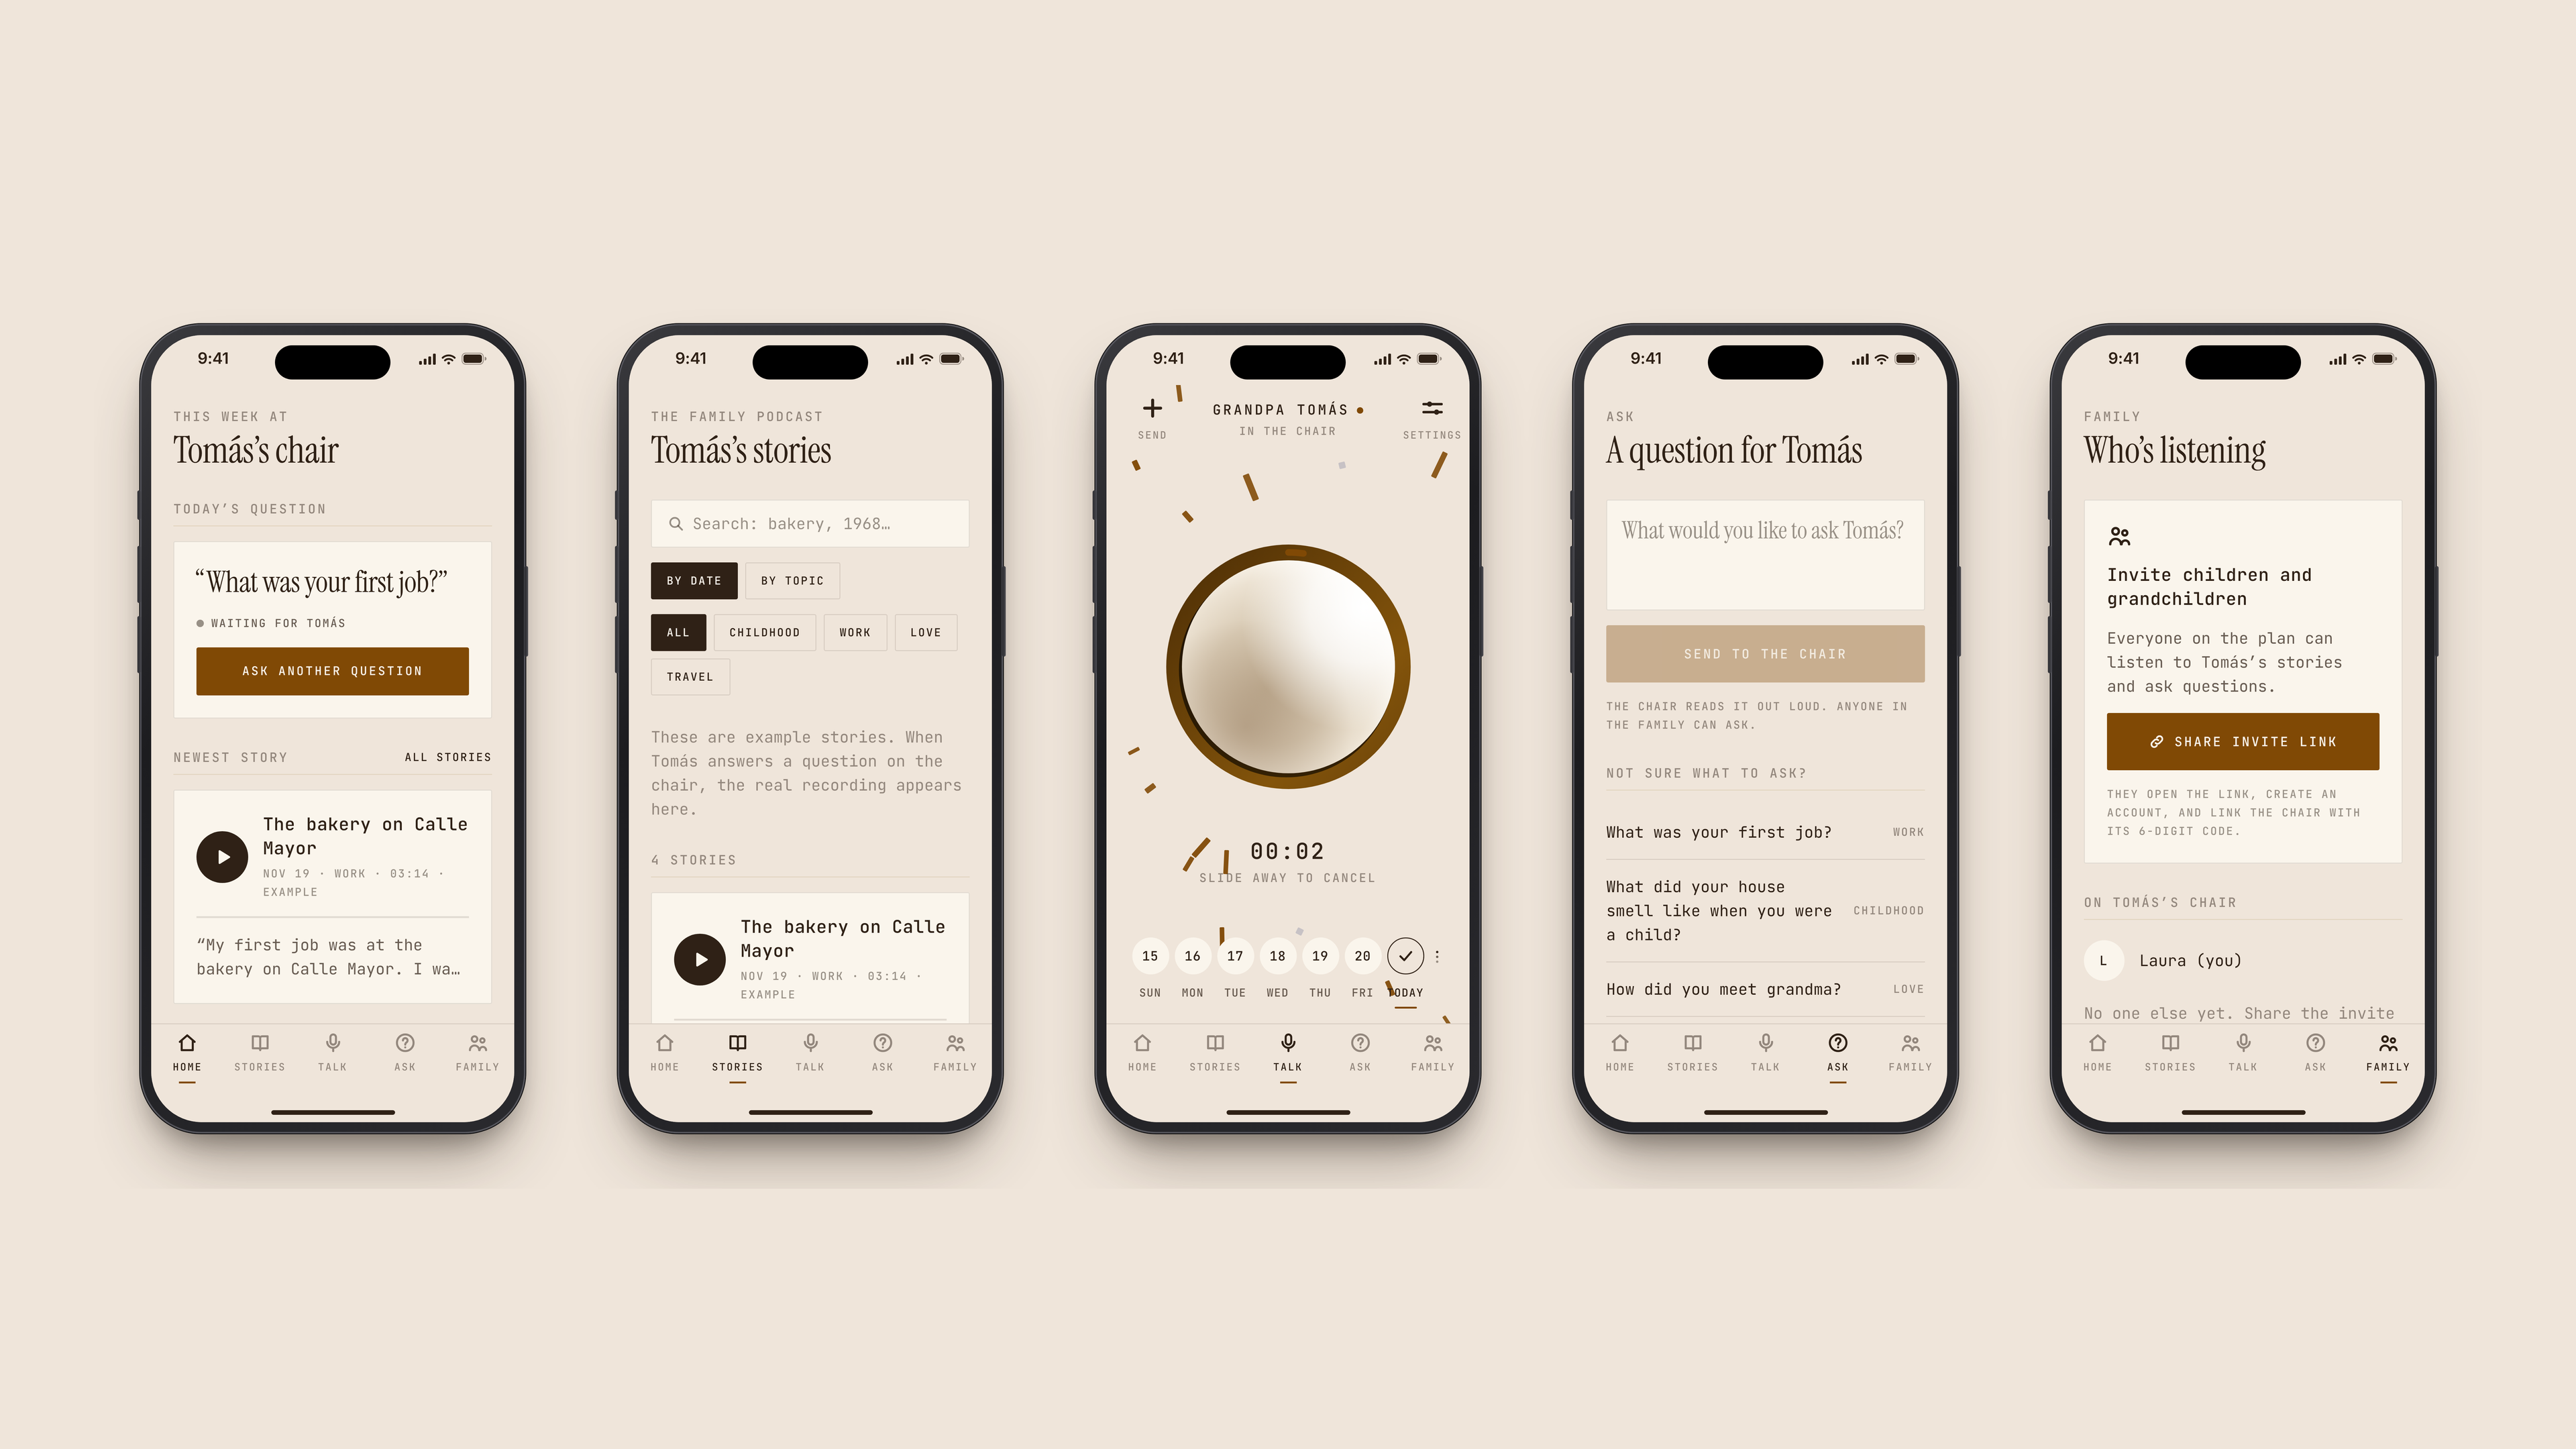 9:41
THIS WEEK AT
Tomás’s chair
TODAY’S QUESTION
“What was your first job?”
WAITING FOR TOMÁS
ASK ANOTHER QUESTION
NEWEST STORY ALL STORIES
The bakery on Calle
Mayor
NOV 19 · WORK · 03:14 ·
EXAMPLE
“My first job was at the
bakery on Calle Mayor. I wa…
HOME STORIES TALK ASK FAMILY
9:41
THE FAMILY PODCAST
Tomás’s stories
Search: bakery, 1968…
BY DATE BY TOPIC
ALL CHILDHOOD WORK LOVE
TRAVEL
These are example stories. When
Tomás answers a question on the
chair, the real recording appears
here.
4 STORIES
The bakery on Calle
Mayor
NOV 19 · WORK · 03:14 ·
EXAMPLE
HOME STORIES TALK ASK FAMILY
9:41
GRANDPA TOMÁS
IN THE CHAIR
SEND SETTINGS
00:02
SLIDE AWAY TO CANCEL
15 16 17 18 19 20
SUN MON TUE WED THU FRI TODAY
HOME STORIES TALK ASK FAMILY
9:41
ASK
A question for Tomás
What would you like to ask Tomás?
SEND TO THE CHAIR
THE CHAIR READS IT OUT LOUD. ANYONE IN
THE FAMILY CAN ASK.
NOT SURE WHAT TO ASK?
What was your first job? WORK
What did your house
smell like when you were CHILDHOOD
a child?
How did you meet grandma? LOVE
HOME STORIES TALK ASK FAMILY
9:41
FAMILY
Who’s listening
Invite children and
grandchildren
Everyone on the plan can
listen to Tomás’s stories
and ask questions.
SHARE INVITE LINK
THEY OPEN THE LINK, CREATE AN
ACCOUNT, AND LINK THE CHAIR WITH
ITS 6-DIGIT CODE.
ON TOMÁS’S CHAIR
L Laura (you)
No one else yet. Share the invite
HOME STORIES TALK ASK FAMILY